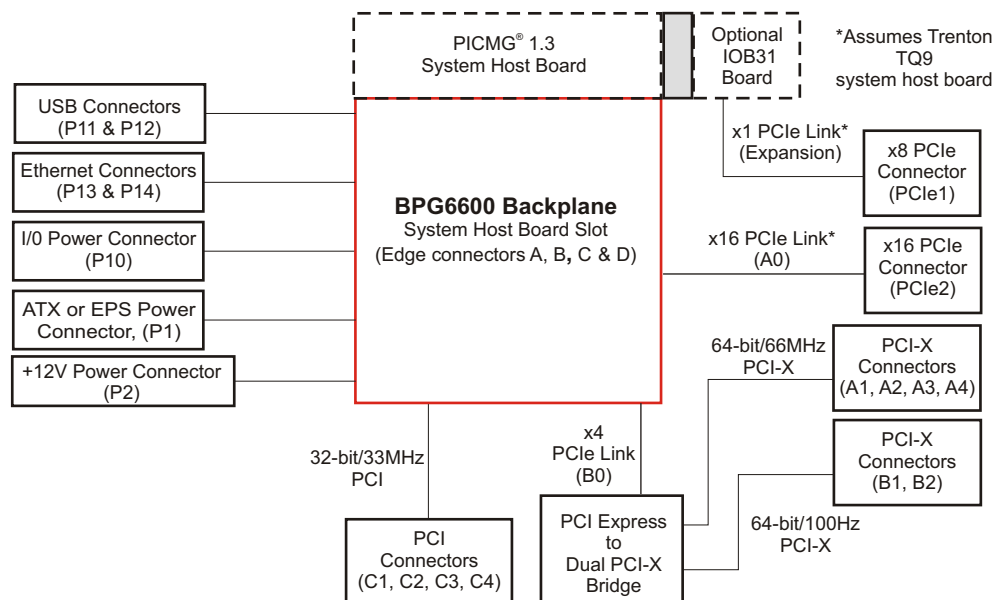 PICMG® 1.3
System Host Board
Optional
IOB31
Board
*Assumes Trenton
TQ9
system host board
USB Connectors
(P11 & P12)
Ethernet Connectors
(P13 & P14)
I/0 Power Connector
(P10)
ATX or EPS Power
Connector, (P1)
+12V Power Connector
(P2)
BPG6600 Backplane
System Host Board Slot
(Edge connectors A, B, C & D)
x1 PCIe Link*
(Expansion)
x8 PCIe
Connector
(PCIe1)
x16 PCIe Link*
(A0)
x16 PCIe
Connector
(PCIe2)
64-bit/66MHz
PCI-X
PCI-X
Connectors
(A1, A2, A3, A4)
PCI-X
Connectors
(B1, B2)
64-bit/100Hz
PCI-X
32-bit/33MHz
PCI
x4
PCIe Link
(B0)
PCI
Connectors
(C1, C2, C3, C4)
PCI Express
to
Dual PCI-X
Bridge